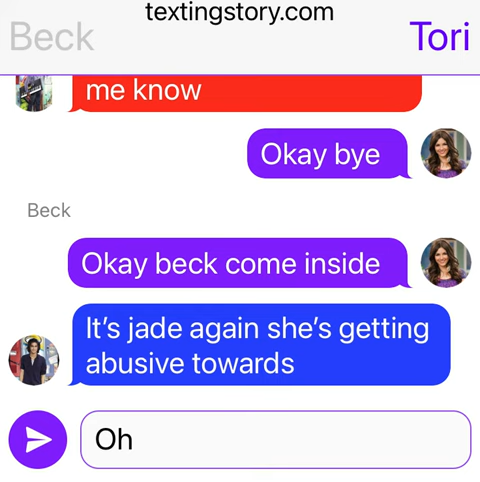 textingstory.com
Beck
Tori
me know
Okay bye
Beck
Okay beck come inside
It's jade again she's getting
abusive towards
Oh